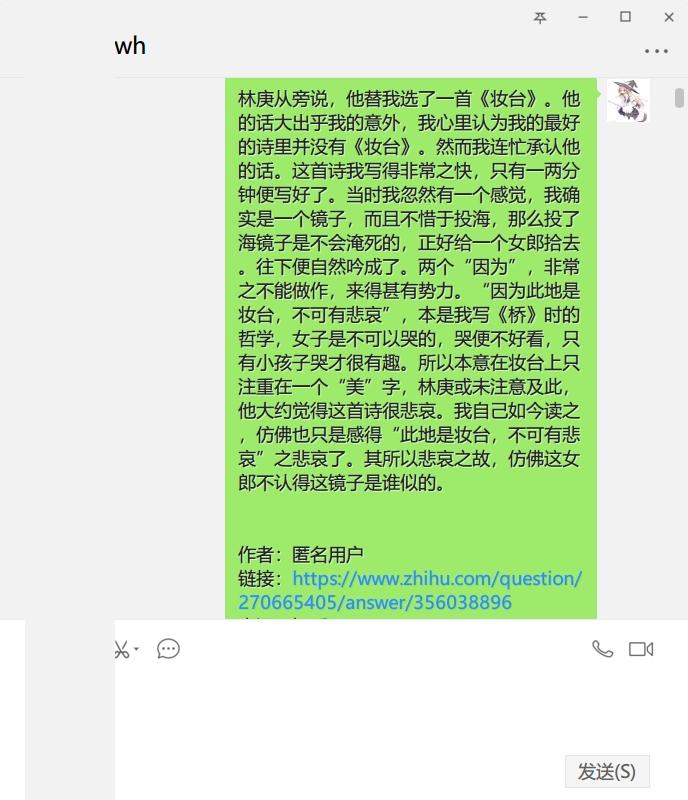 wh
林庚从旁说，他替我选了一首《妆台》。他
的话大出乎我的意外，我心里认为我的最好
的诗里并没有《妆台》。然而我连忙承认他
的话。这首诗我写得非常之快，只有一两分
钟便写好了。当时我忽然有一个感觉，我确
实是一个镜子，而且不惜于投海，那么投了
海镜子是不会淹死的，正好给一个女郎拾去
。往下便自然吟成了。两个“因为”，非常
之不能做作，来得甚有势力。“因为此地是
妆台，不可有悲哀”，本是我写《桥》时的
哲学，女子是不可以哭的，哭便不好看，只
有小孩子哭才很有趣。所以本意在妆台上只
注重在一个“美”字，林庚或未注意及此，
他大约觉得这首诗很悲哀。我自己如今读之
，仿佛也只是感得“此地是妆台，不可有悲
哀”之悲哀了。其所以悲哀之故，仿佛这女
郎不认得这镜子是谁似的。
作者：匿名用户
链接：https://www.zhihu.com/question/
270665405/answer/356038896
发送(S)